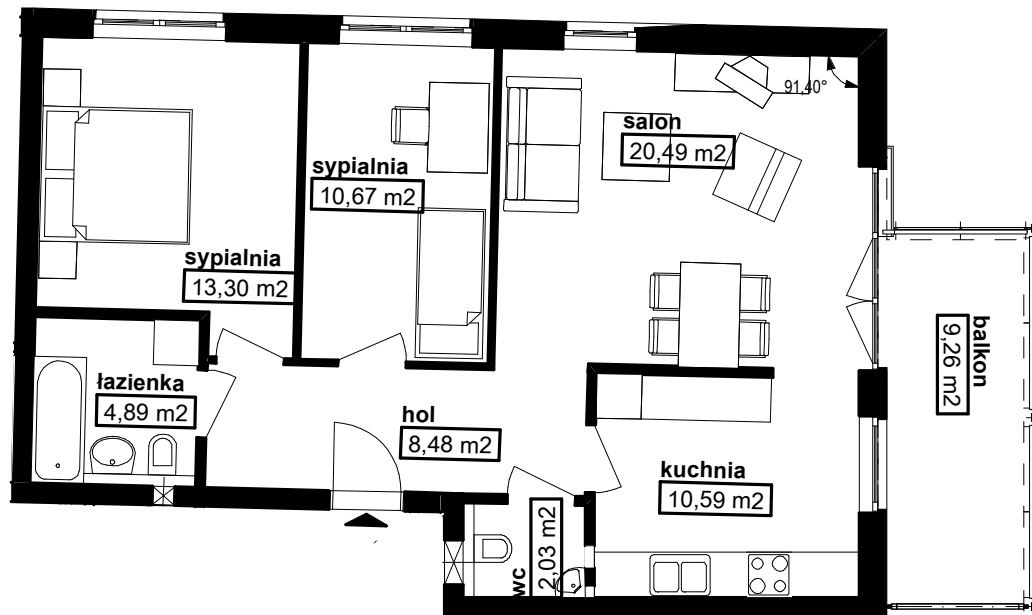 91,40°
salon
20,49 m2
sypialnia
10,67 m2
sypialnia
13,30 m2
balkon
9,26 m2
łazienka
4,89 m2
hol
8,48 m2
kuchnia
10,59 m2
wc
2,03 m2